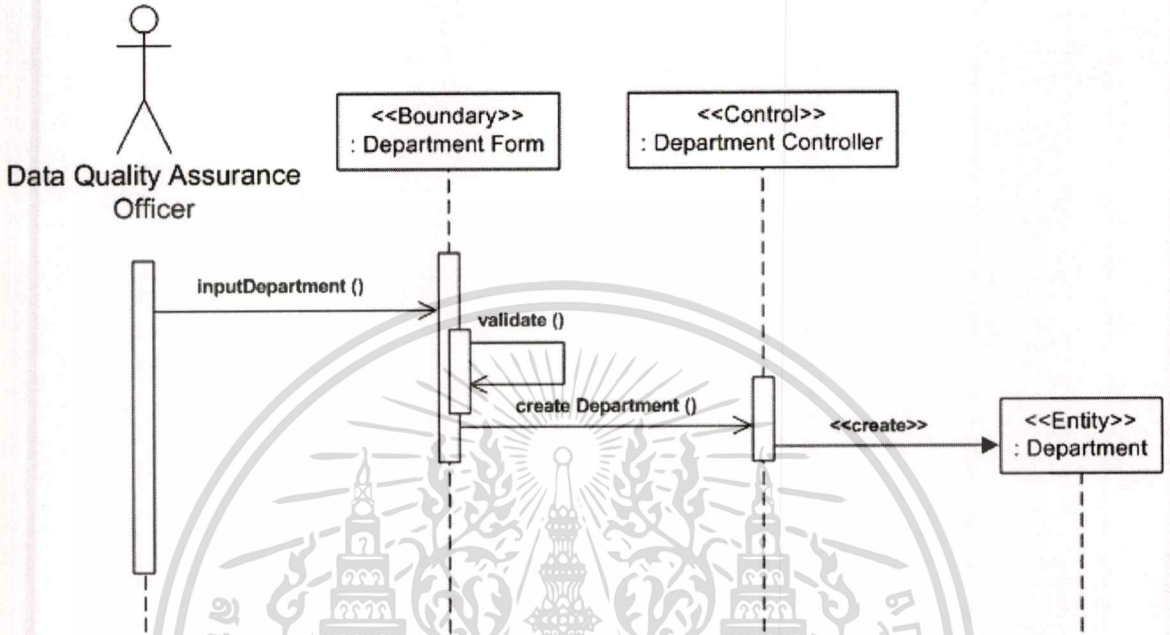 <<Boundary>>
: Department Form
<<Control>>
: Department Controller
Data Quality Assurance
Officer
inputDepartment ()
validate ()
create Department ()
<<create>>
<<Entity>>
: Department